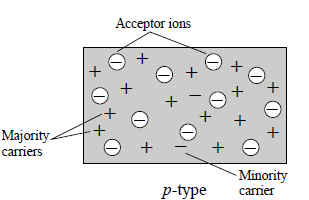 Acceptor ions
Majority
carriers
Minority
carrier
p-type